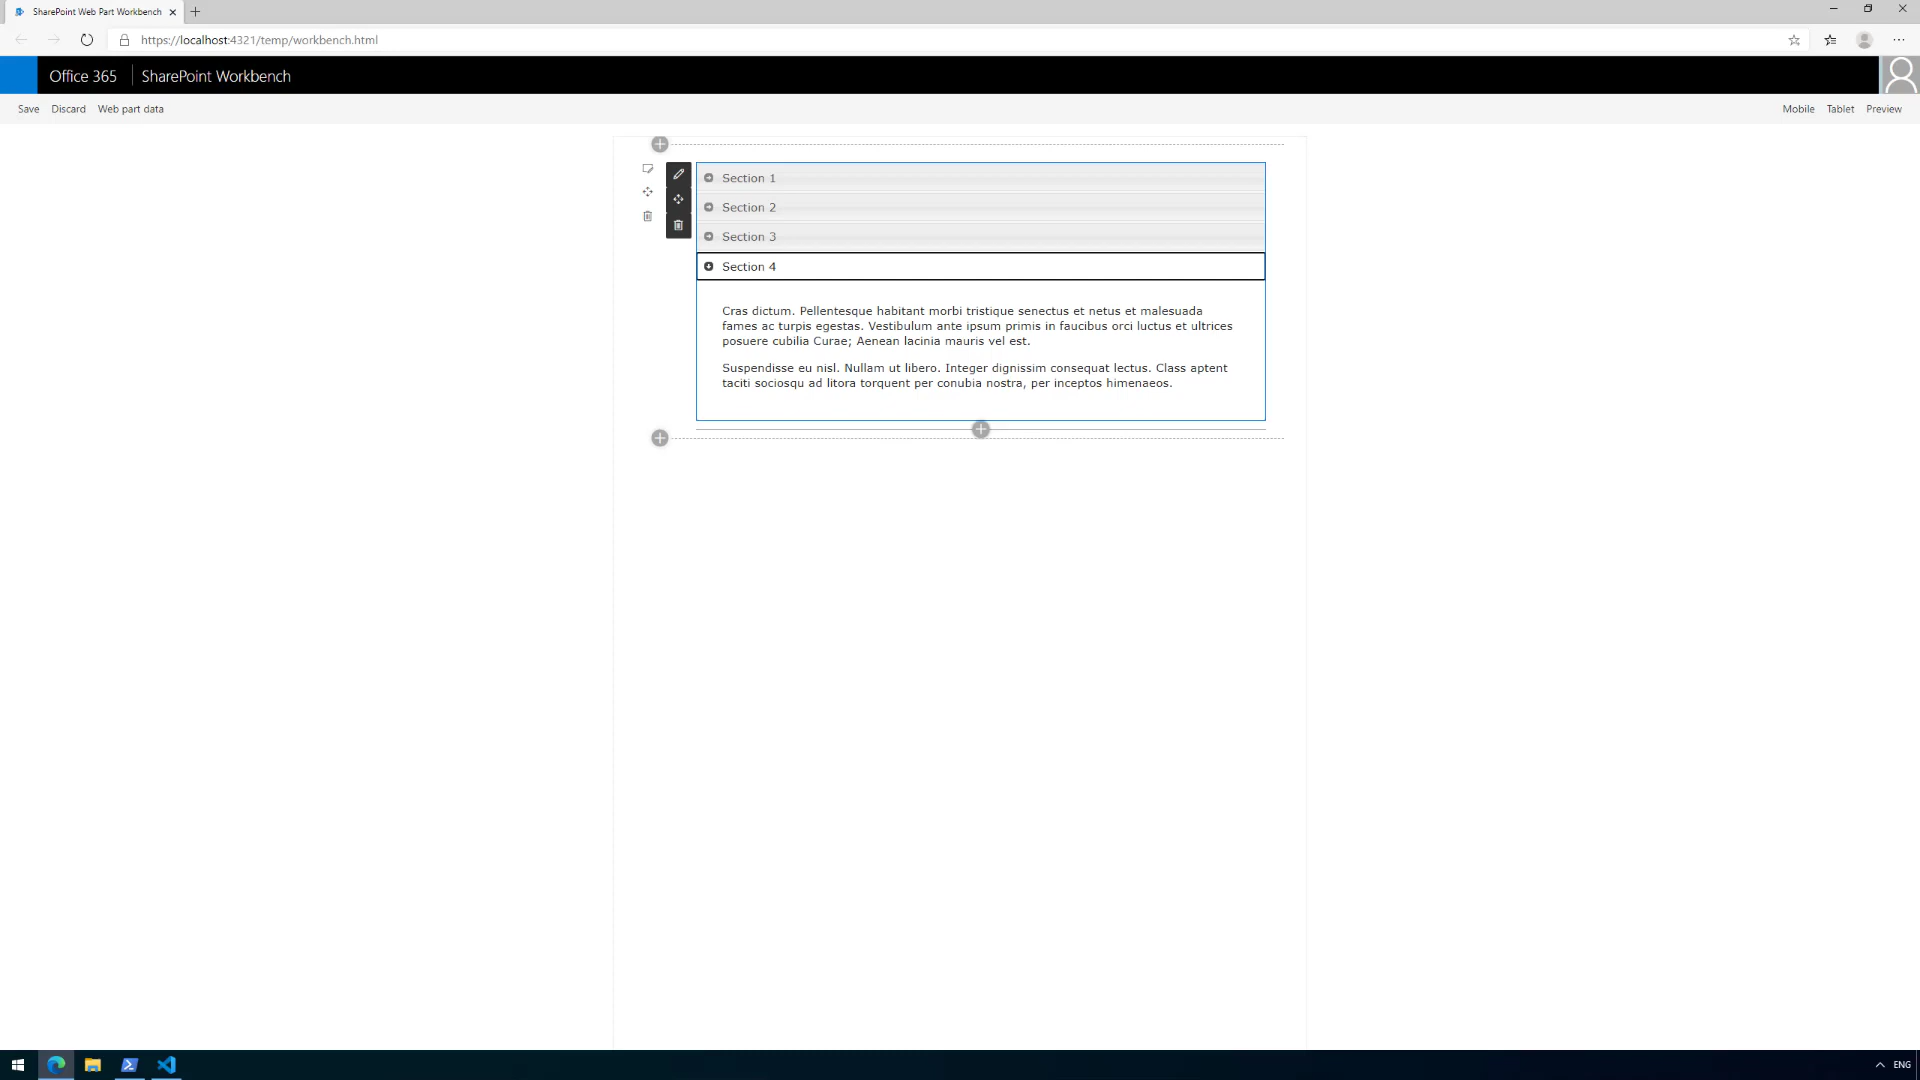 SharePoint Web Part Workbench
https://localhost:4321/temp/workbench.html
Office 365
SharePoint Workbench
Save
Discard
Web part data
Mobile
Tablet
Preview
Section 1
Section 2
Section 3
Section 4
Cras dictum. Pellentesque habitant morbi tristique senectus et netus et malesuada
fames ac turpis egestas. Vestibulum ante ipsum primis in faucibus orci luctus et ultrices
posuere cubilia Curae; Aenean lacinia mauris vel est.
Suspendisse eu nisl. Nullam ut libero. Integer dignissim consequat lectus. Class aptent
taciti sociosqu ad litora torquent per conubia nostra, per inceptos himenaeos.
ENG